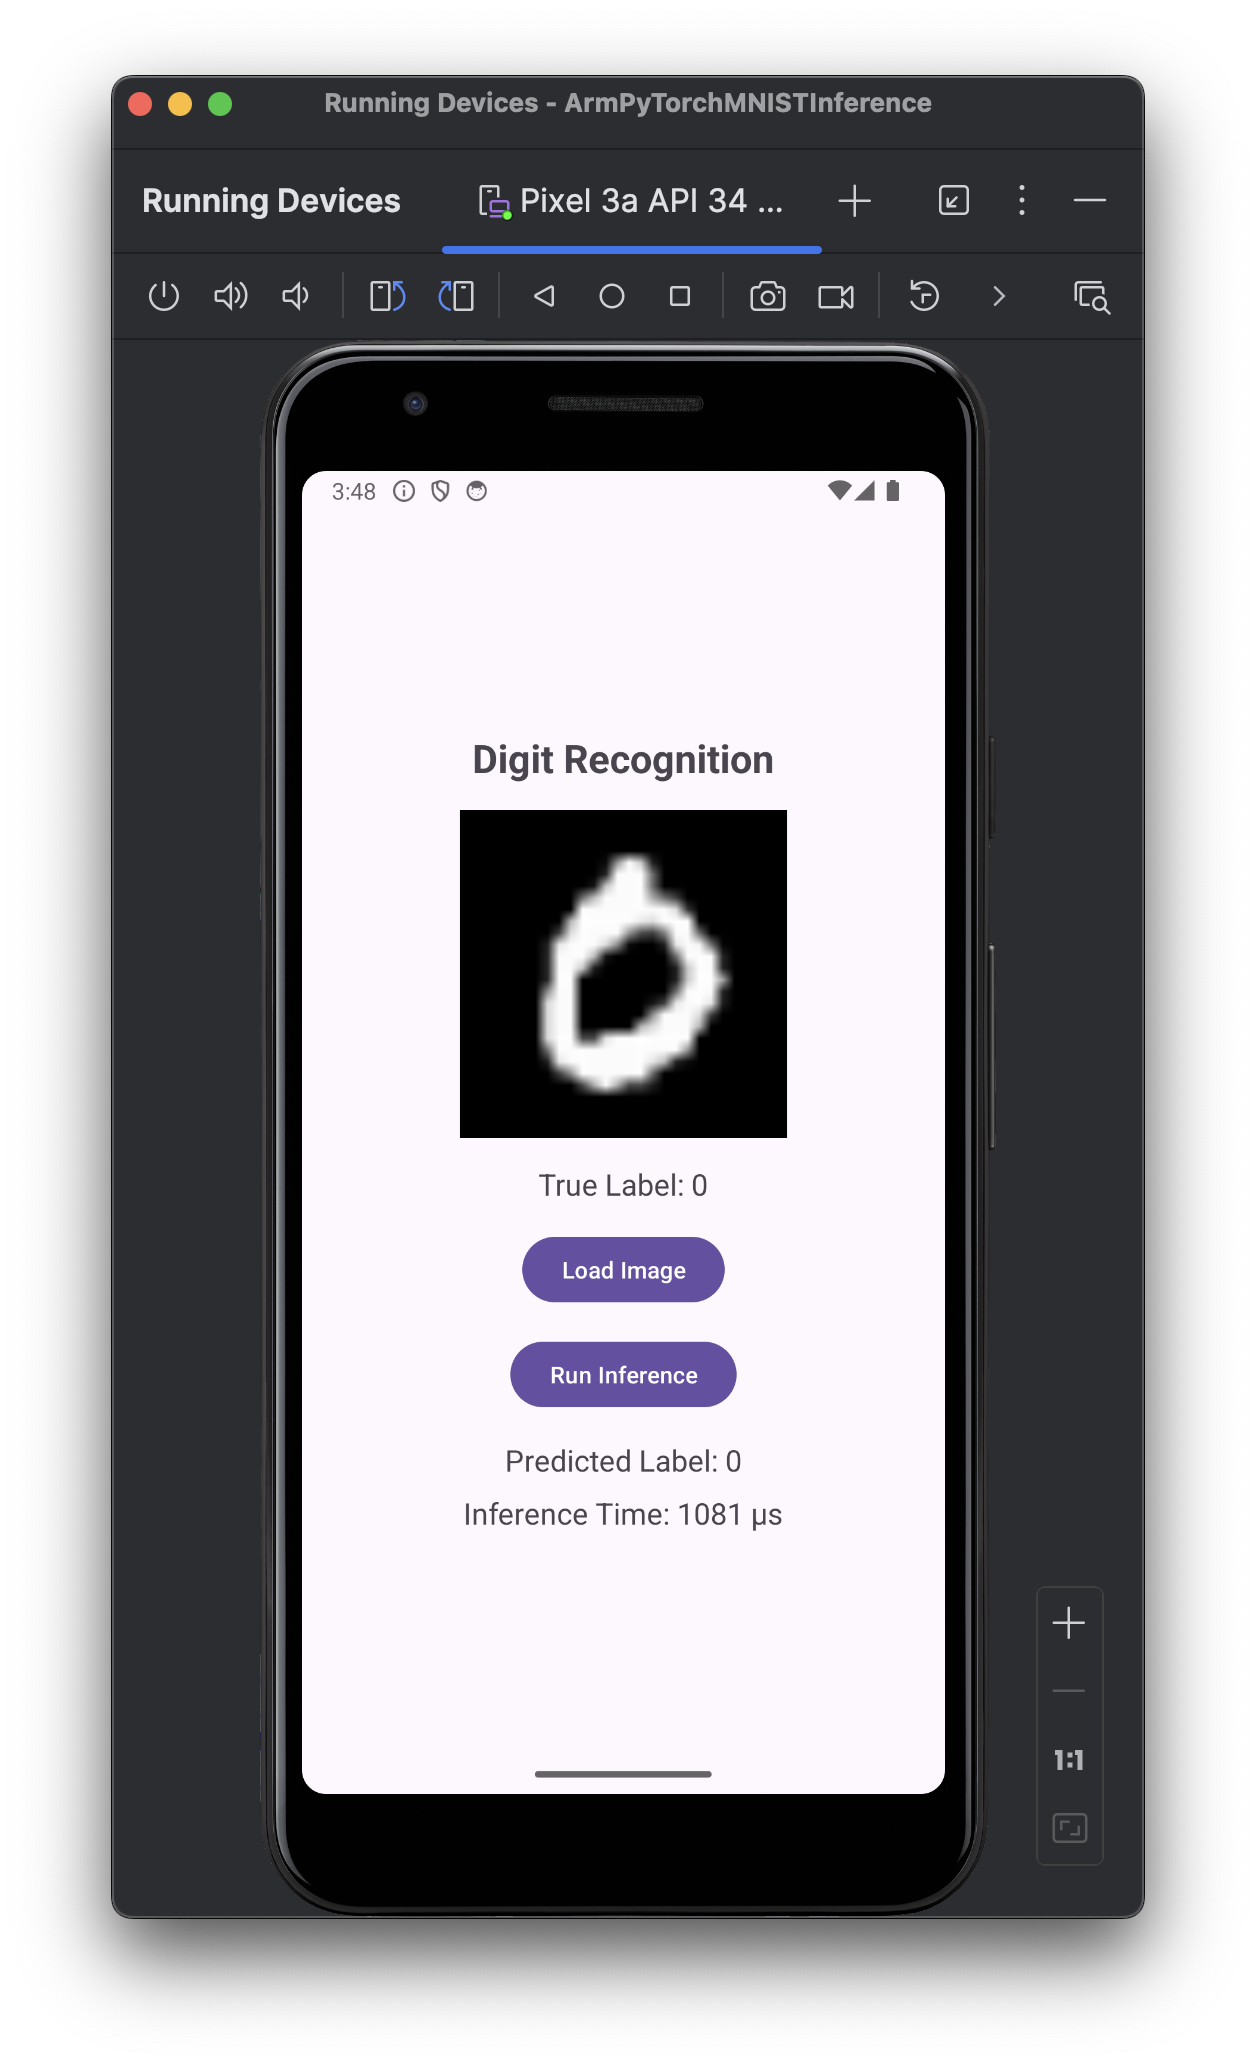 Running Devices - ArmPyTorchMNISTInference
Running Devices
Pixel 3a API 34 ...
3:48
Digit Recognition
0
True Label: 0
Load Image
Run Inference
Predicted Label: 0
Inference Time: 1081 µs
1:1